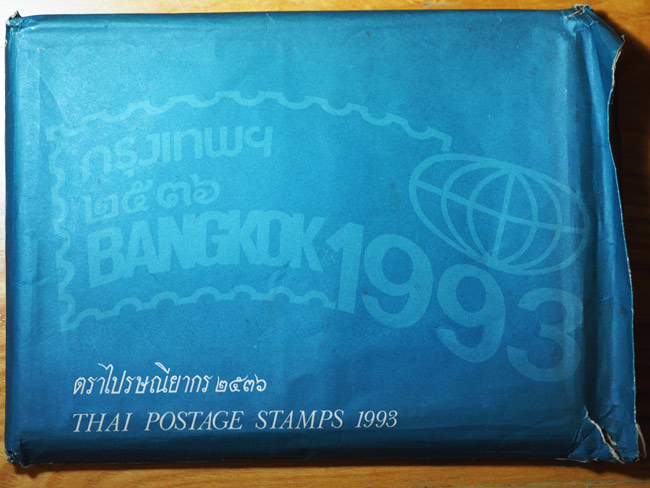 กรุงเทพฯ
๒๕๓๖
BANGKOK 1993
ตราไปรษณียากร ๒๕๓๖
THAI POSTAGE STAMPS 1993